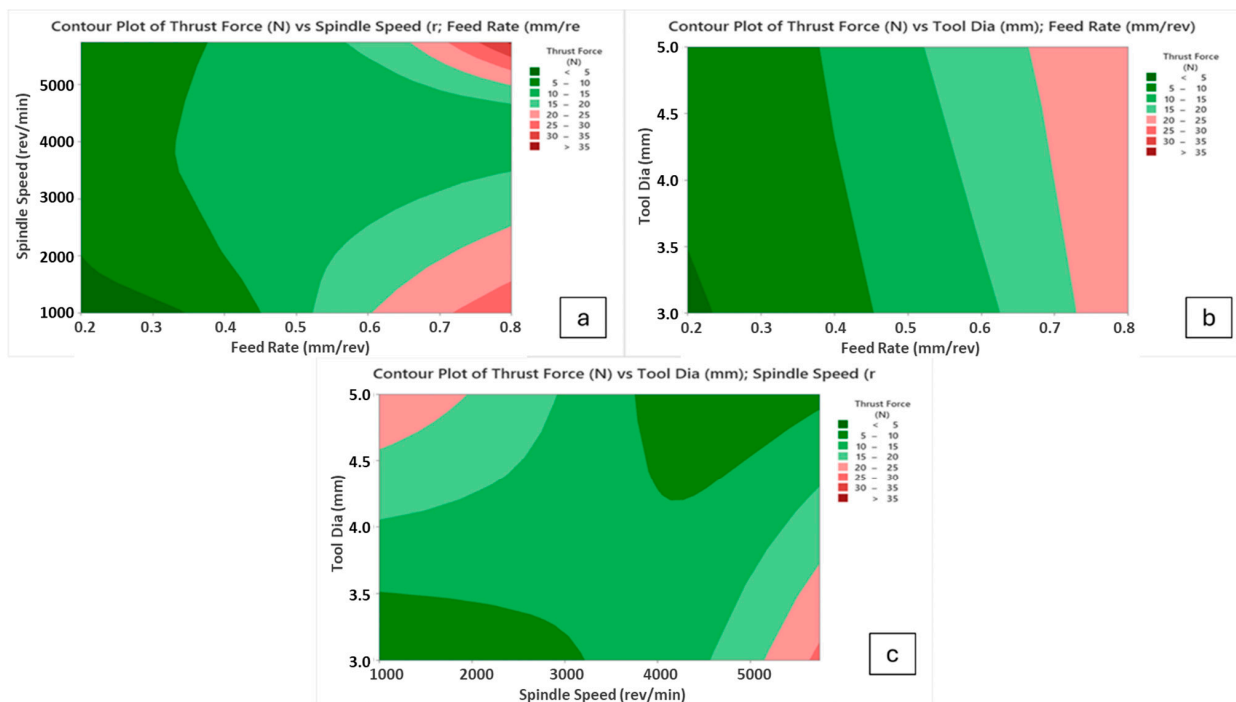 Contour Plot of Thrust Force (N) vs Spindle Speed (r; Feed Rate (mm/re
Thrust Force
(N)
< 5
5 – 10
10 – 15
15 – 20
20 – 25
25 – 30
30 – 35
> 35
Spindle Speed (rev/min)
5000
4000
3000
2000
1000
0.2 0.3 0.4 0.5 0.6 0.7 0.8
Feed Rate (mm/rev)
a
Contour Plot of Thrust Force (N) vs Tool Dia (mm); Feed Rate (mm/rev)
Thrust Force
(N)
< 5
5 – 10
10 – 15
15 – 20
20 – 25
25 – 30
30 – 35
> 35
Tool Dia (mm)
5.0
4.5
4.0
3.5
3.0
0.2 0.3 0.4 0.5 0.6 0.7 0.8
Feed Rate (mm/rev)
b
Contour Plot of Thrust Force (N) vs Tool Dia (mm); Spindle Speed (r
Thrust Force
(N)
< 5
5 – 10
10 – 15
15 – 20
20 – 25
25 – 30
30 – 35
> 35
Tool Dia (mm)
5.0
4.5
4.0
3.5
3.0
1000 2000 3000 4000 5000
Spindle Speed (rev/min)
c